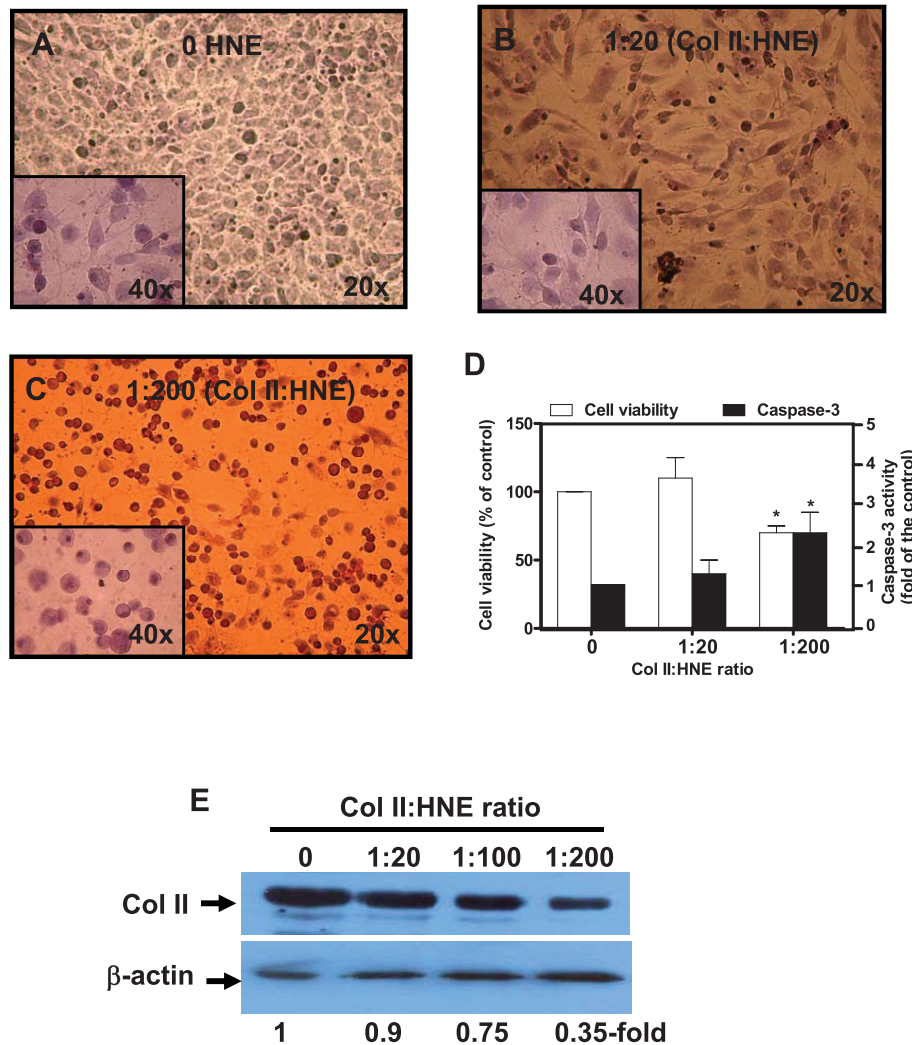 A
0 HNE
40x
20x
B
1:20 (Col II:HNE)
40x
20x
C
1:200 (Col II:HNE)
40x
20x
D
Cell viability
Caspase-3
Cell viability (% of control)
150
100
50
0
Caspase-3 activity
(fold of the control)
5
4
3
2
1
0
* *
0 1:20 1:200
Col II:HNE ratio
E
Col II:HNE ratio
0 1:20 1:100 1:200
Col II
β-actin
1 0.9 0.75 0.35-fold